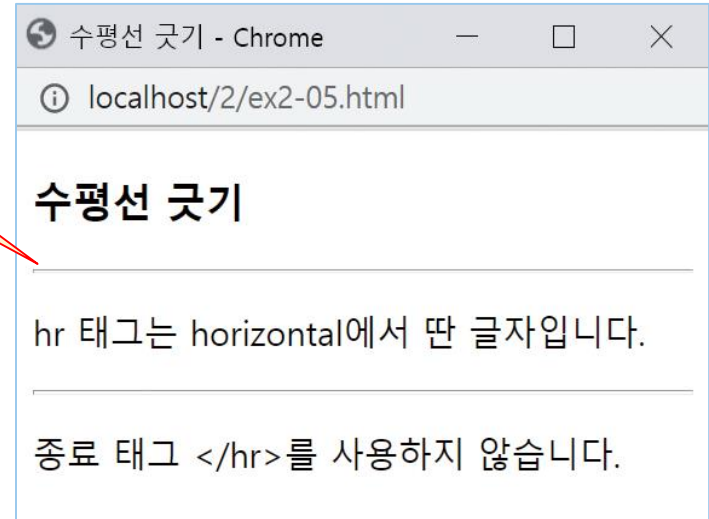 수평선 긋기 - Chrome
localhost/2/ex2-05.html
수평선 긋기
hr 태그는 horizontal에서 딴 글자입니다.
종료 태그 </hr>를 사용하지 않습니다.